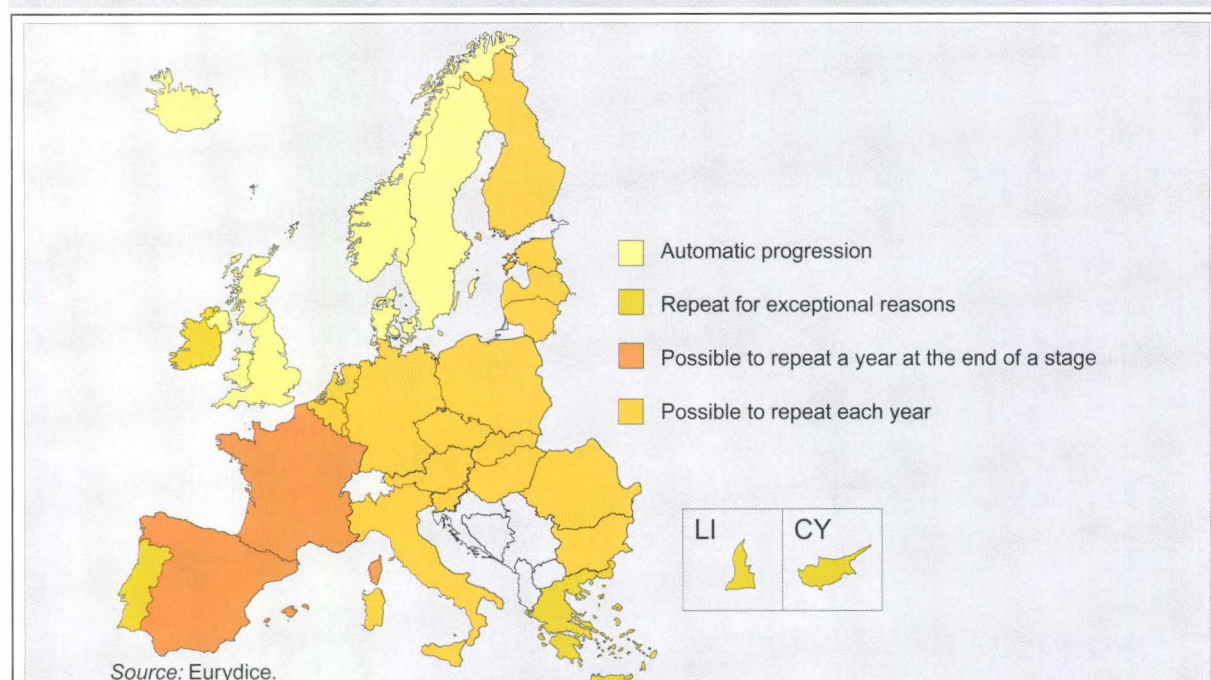 Automatic progression
Repeat for exceptional reasons
Possible to repeat a year at the end of a stage
Possible to repeat each year
LI
CY
Source: Eurydice.